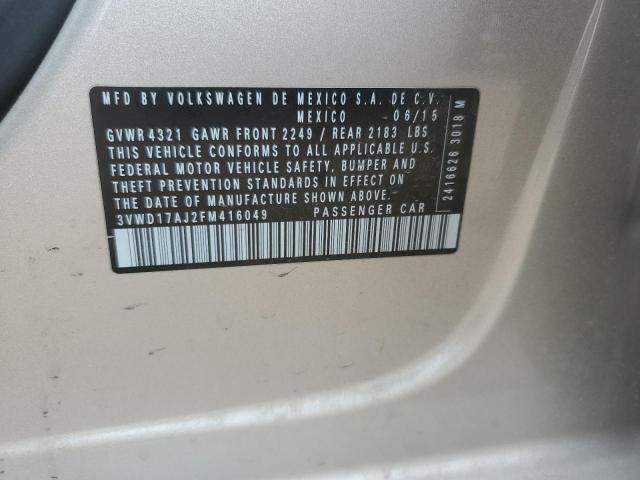 MFD BY VOLKSWAGEN DE MEXICO S.A. DE C.V.
MEXICO 06/15
GVWR 4321 GAWR FRONT 2249 / REAR 2183 LBS
THIS VEHICLE CONFORMS TO ALL APPLICABLE U.S.
FEDERAL MOTOR VEHICLE SAFETY, BUMPER AND
THEFT PREVENTION STANDARDS IN EFFECT ON
THE DATE OF MANUFACTURE SHOWN ABOVE.
3VWD17AJ2FM416049 PASSENGER CAR
2416626 3018 M